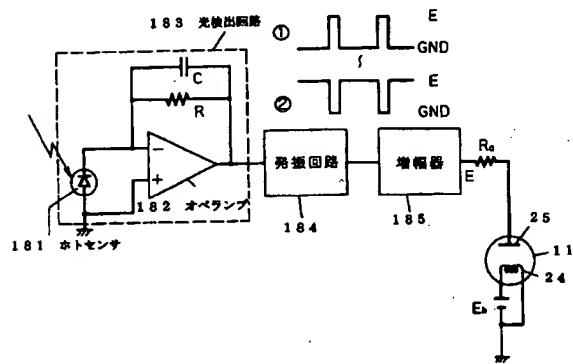 183 光検出回路
①
E
GND
②
E
GND
C
R
−
+
182 オペランプ
181 ホトセンサ
発振回路
184
増幅器
185
E
Ra
25
11
24
Eb